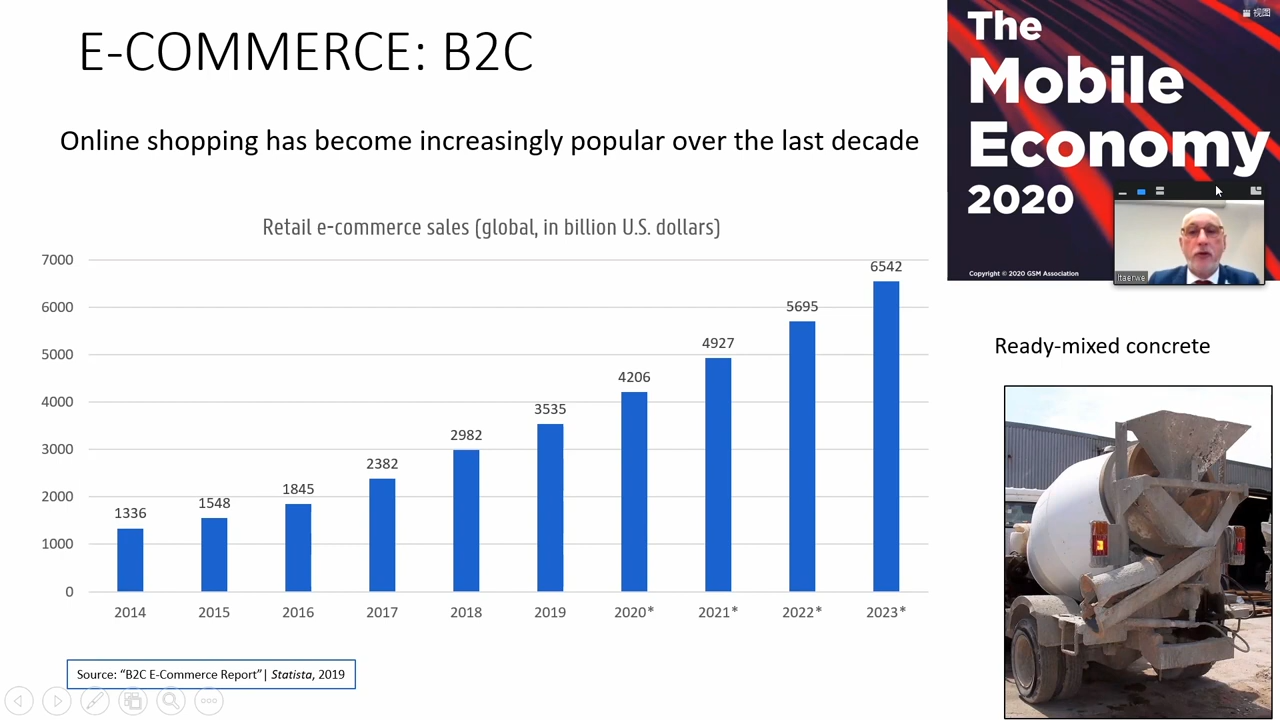 E-COMMERCE: B2C
Online shopping has become increasingly popular over the last decade
Retail e-commerce sales (global, in billion U.S. dollars)
7000
6000
5000
4000
3000
2000
1000
0
1336
1548
1845
2382
2982
3535
4206
4927
5695
6542
2014
2015
2016
2017
2018
2019
2020*
2021*
2022*
2023*
Source: “B2C E-Commerce Report”| Statista, 2019
视图
The
Mobile
Economy
2020
Copyright © 2020 GSM Association
ltaerwe
Ready-mixed concrete